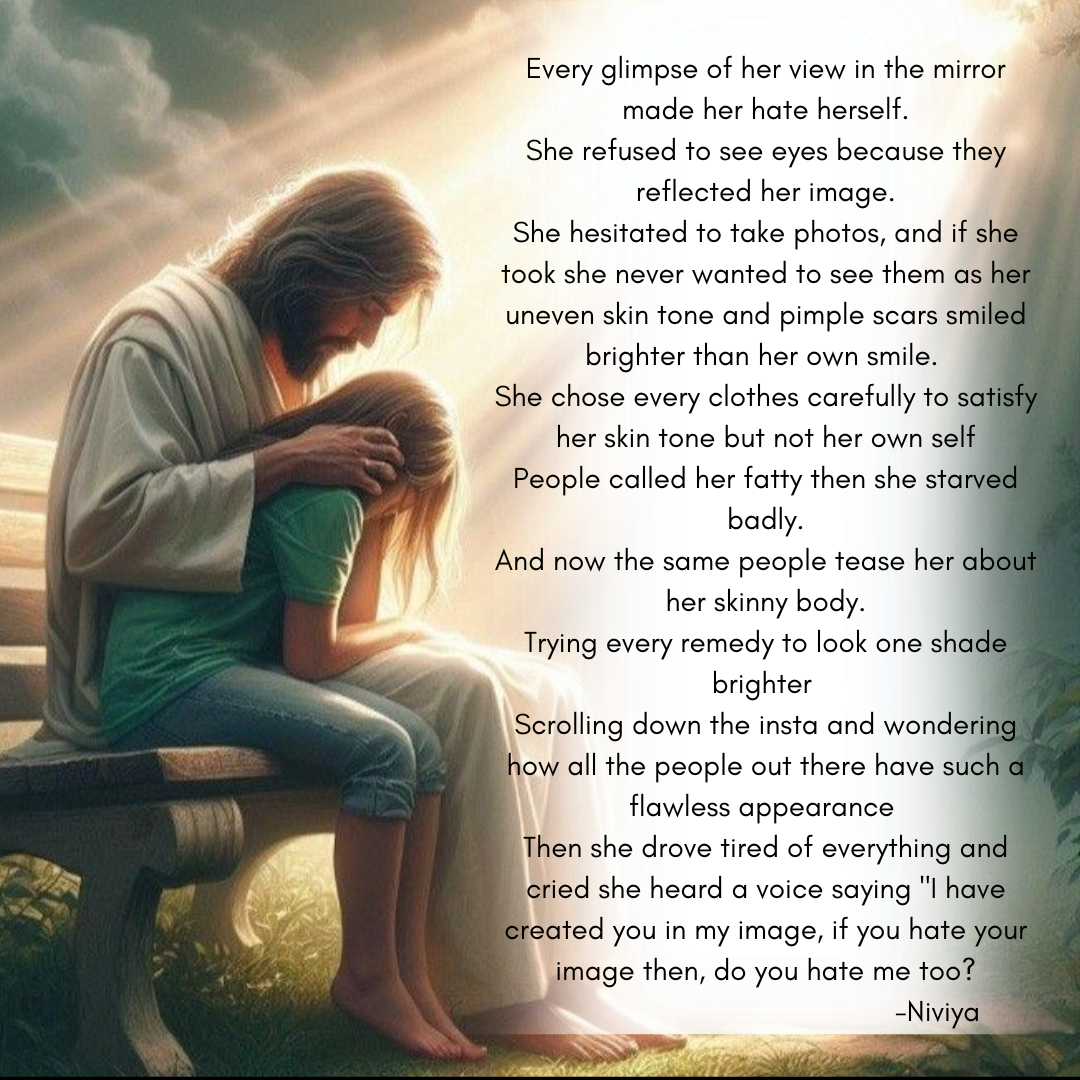 Every glimpse of her view in the mirror
made her hate herself.
She refused to see eyes because they
reflected her image.
She hesitated to take photos, and if she
took she never wanted to see them as her
uneven skin tone and pimple scars smiled
brighter than her own smile.
She chose every clothes carefully to satisfy
her skin tone but not her own self
People called her fatty then she starved
badly.
And now the same people tease her about
her skinny body.
Trying every remedy to look one shade
brighter
Scrolling down the insta and wondering
how all the people out there have such a
flawless appearance
Then she drove tired of everything and
cried she heard a voice saying "I have
created you in my image, if you hate your
image then, do you hate me too?
-Niviya